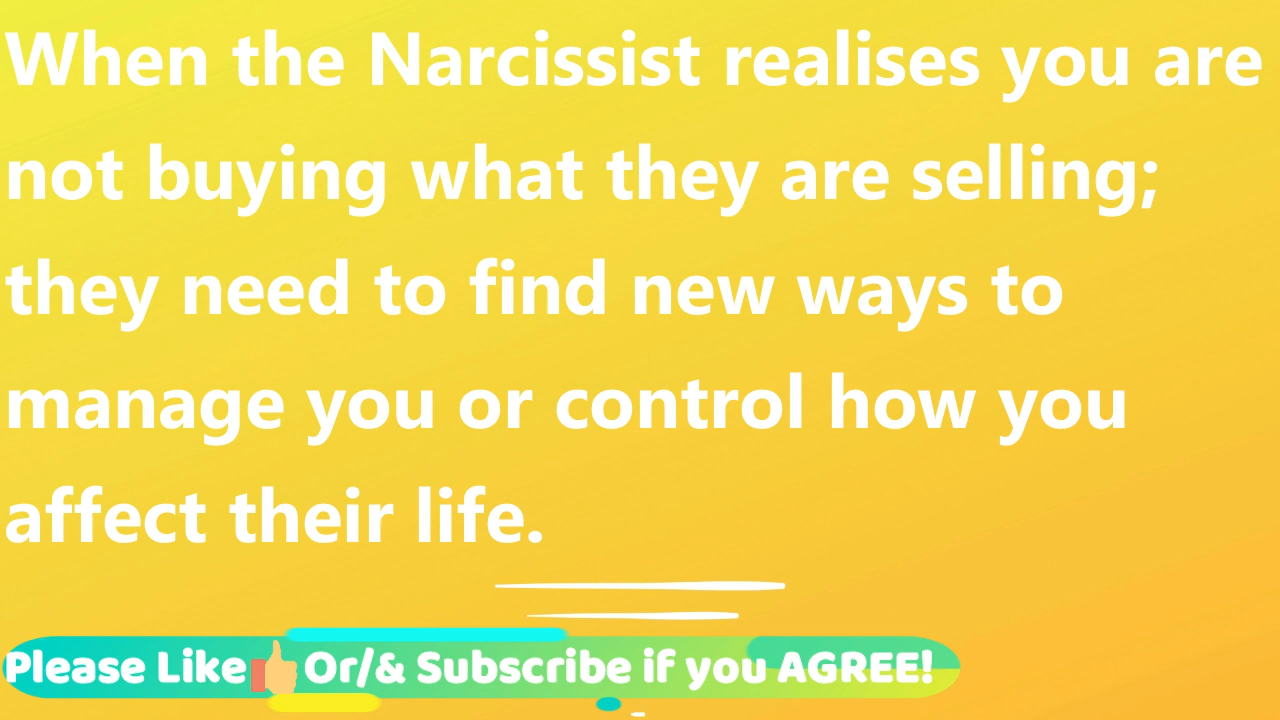 When the Narcissist realises you are
not buying what they are selling;
they need to find new ways to
manage you or control how you
affect their life.
Please Like👍Or/& Subscribe if you AGREE!